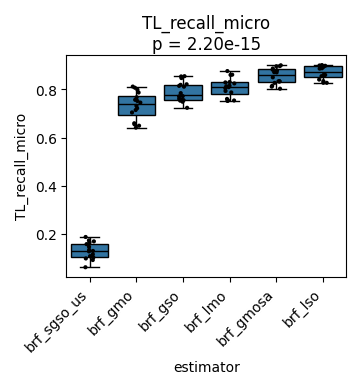 TL_recall_micro
p = 2.20e-15
TL_recall_micro
0.8
0.6
0.4
0.2
brf_sgso_us
brf_gmo
brf_gso
brf_lmo
brf_gmosa
brf_lso
estimator